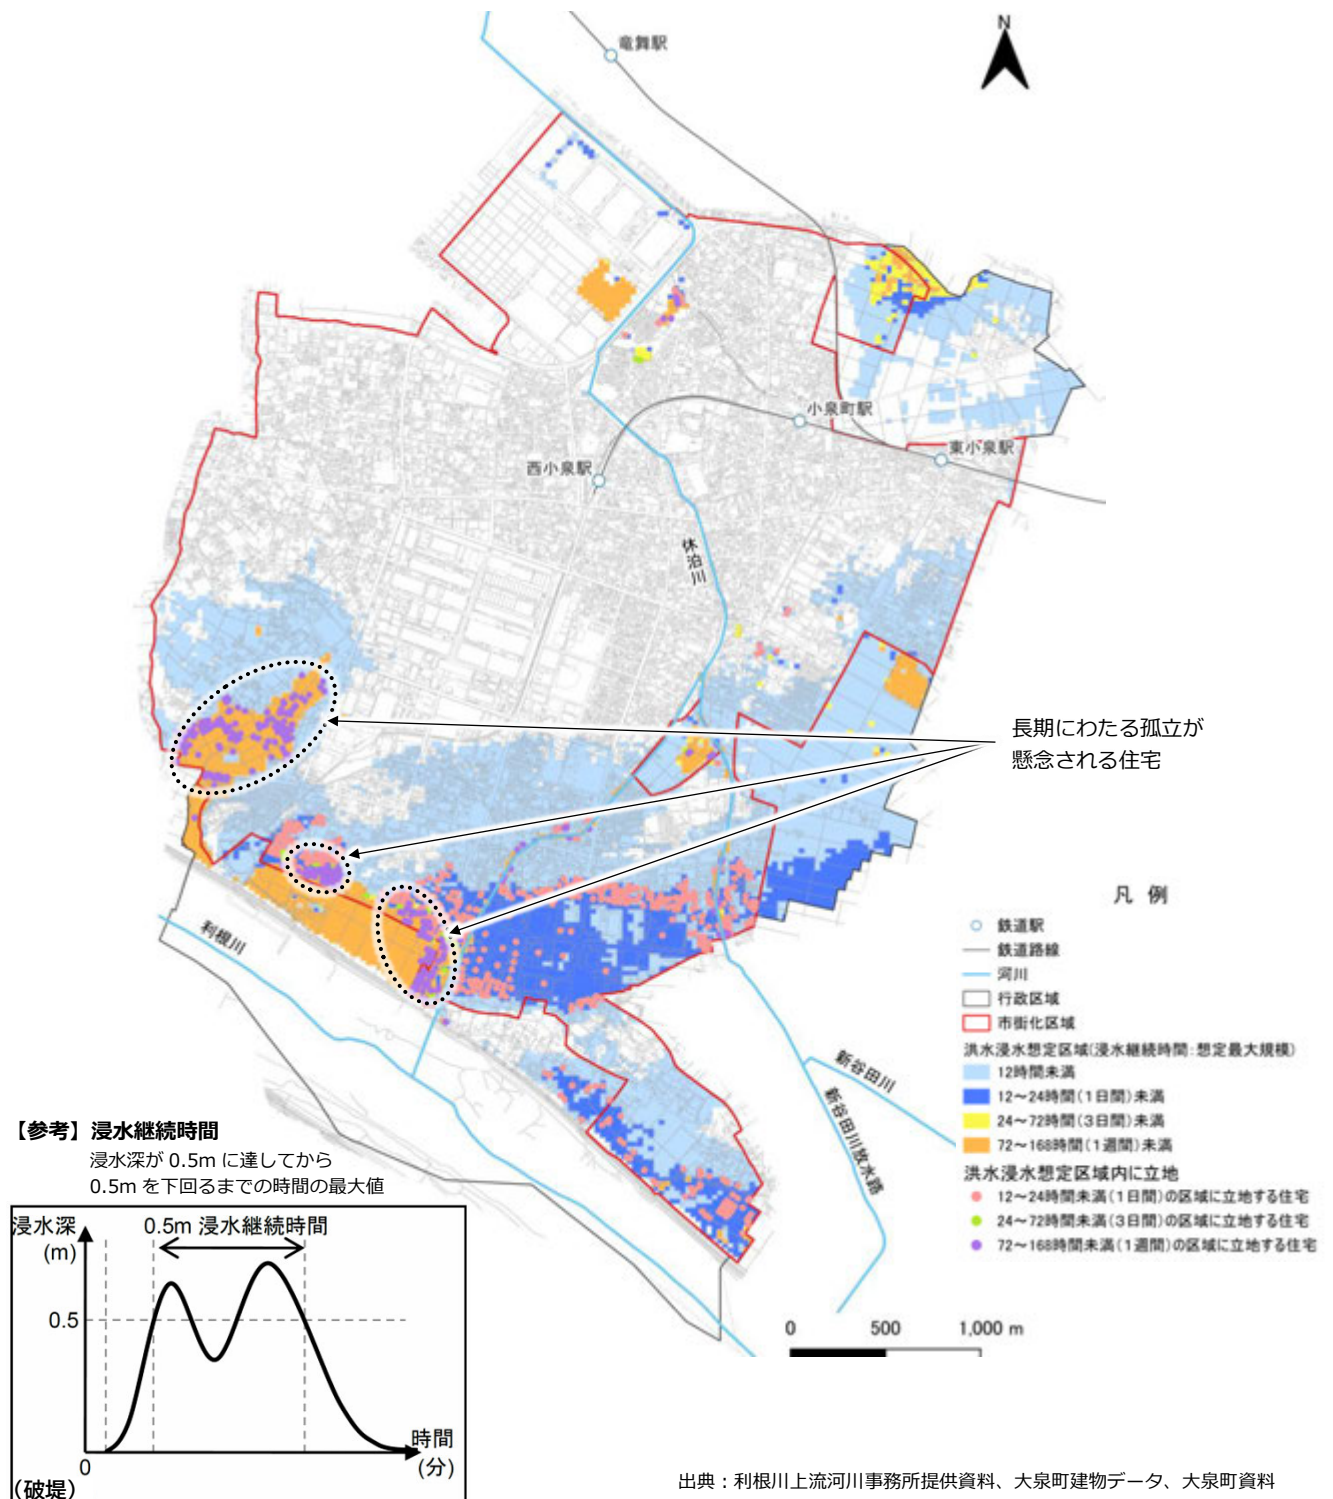 N
竜舞駅
小泉町駅
東小泉駅
西小泉駅
休泊川
長期にわたる孤立が
懸念される住宅
利根川
新谷田川
新谷田川放水路
凡 例
鉄道駅
鉄道路線
河川
行政区域
市街化区域
洪水浸水想定区域(浸水継続時間:想定最大規模)
12時間未満
12～24時間(1日間)未満
24～72時間(3日間)未満
72～168時間(1週間)未満
洪水浸水想定区域内に立地
12～24時間未満(1日間)の区域に立地する住宅
24～72時間未満(3日間)の区域に立地する住宅
72～168時間未満(1週間)の区域に立地する住宅
0 500 1,000 m
【参考】浸水継続時間
浸水深が 0.5m に達してから
0.5m を下回るまでの時間の最大値
浸水深
(m)
0.5m 浸水継続時間
0.5
時間
(分)
0
(破堤)
出典：利根川上流河川事務所提供資料、大泉町建物データ、大泉町資料